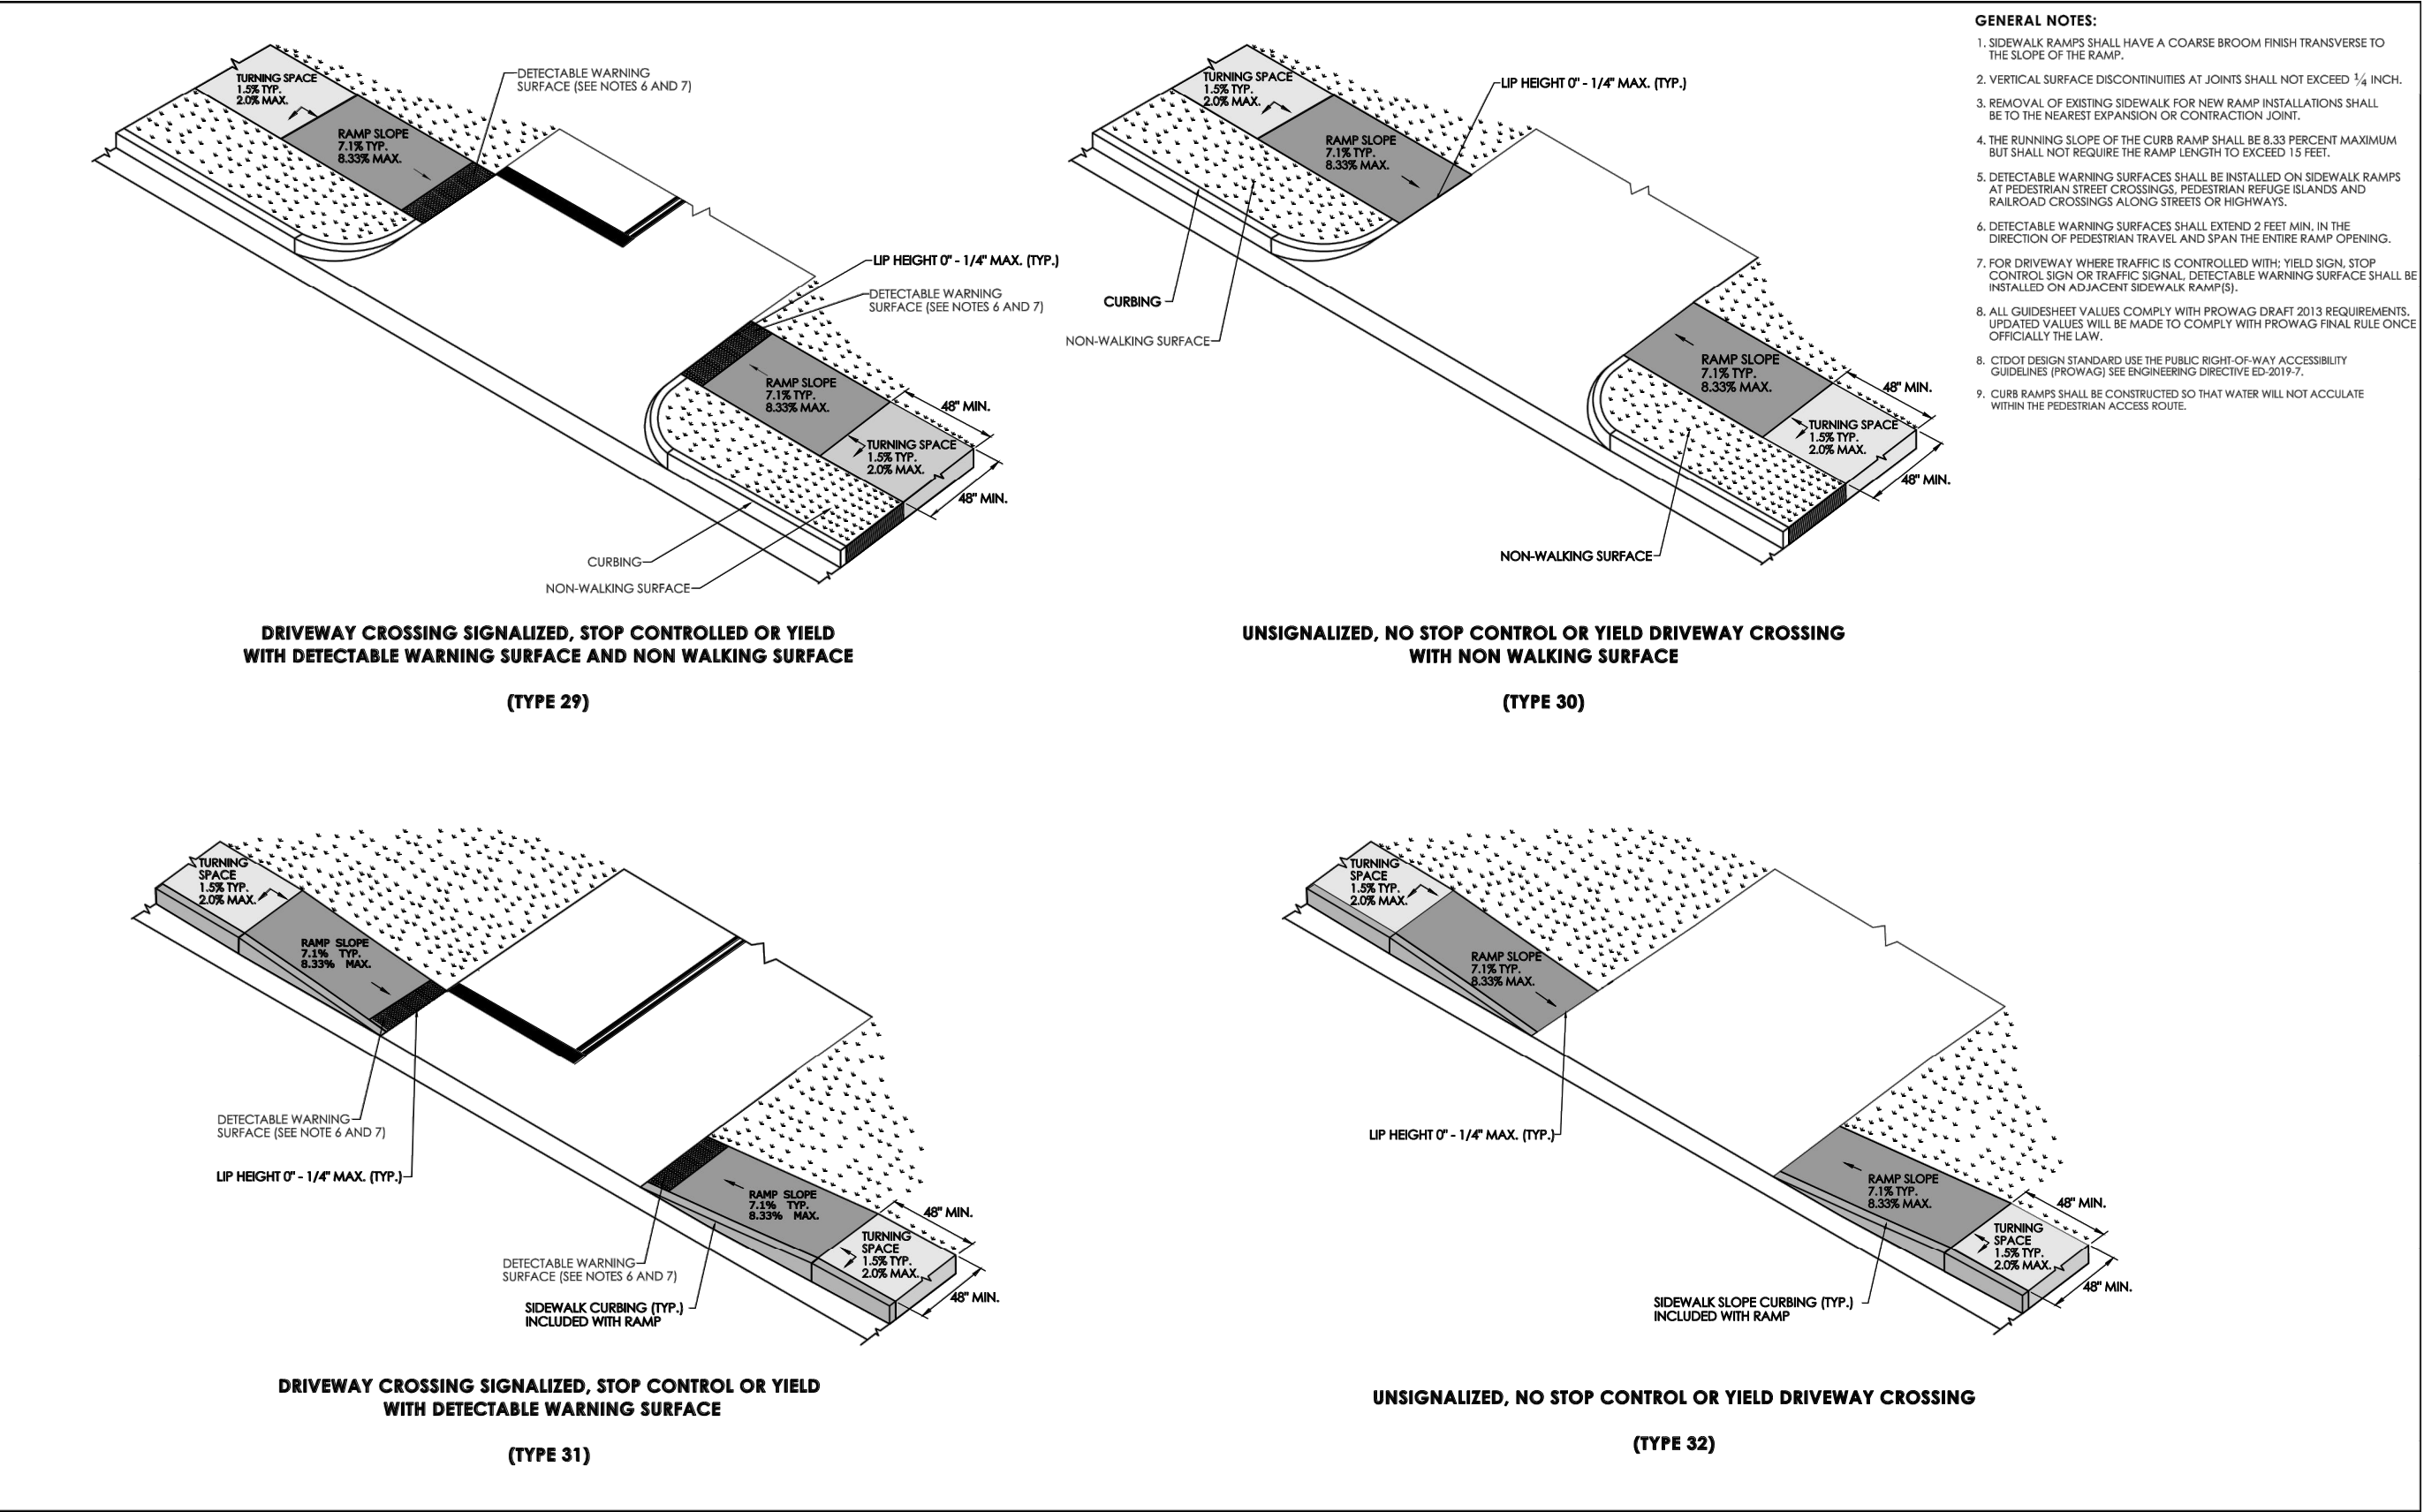 TURNING SPACE
1.5% TYP.
2.0% MAX.
RAMP SLOPE
7.1% TYP.
8.33% MAX.
DETECTABLE WARNING
SURFACE (SEE NOTES 6 AND 7)
LIP HEIGHT 0" - 1/4" MAX. (TYP.)
DETECTABLE WARNING
SURFACE (SEE NOTES 6 AND 7)
RAMP SLOPE
7.1% TYP.
8.33% MAX.
48" MIN.
TURNING SPACE
1.5% TYP.
2.0% MAX.
48" MIN.
CURBING
NON-WALKING SURFACE
DRIVEWAY CROSSING SIGNALIZED, STOP CONTROLLED OR YIELD
WITH DETECTABLE WARNING SURFACE AND NON WALKING SURFACE
(TYPE 29)
TURNING SPACE
1.5% TYP.
2.0% MAX.
LIP HEIGHT 0" - 1/4" MAX. (TYP.)
RAMP SLOPE
7.1% TYP.
8.33% MAX.
CURBING
NON-WALKING SURFACE
RAMP SLOPE
7.1% TYP.
8.33% MAX.
48" MIN.
TURNING SPACE
1.5% TYP.
2.0% MAX.
48" MIN.
NON-WALKING SURFACE
UNSIGNALIZED, NO STOP CONTROL OR YIELD DRIVEWAY CROSSING
WITH NON WALKING SURFACE
(TYPE 30)
GENERAL NOTES:
1. SIDEWALK RAMPS SHALL HAVE A COARSE BROOM FINISH TRANSVERSE TO
THE SLOPE OF THE RAMP.
2. VERTICAL SURFACE DISCONTINUITIES AT JOINTS SHALL NOT EXCEED 1/4 INCH.
3. REMOVAL OF EXISTING SIDEWALK FOR NEW RAMP INSTALLATIONS SHALL
BE TO THE NEAREST EXPANSION OR CONTRACTION JOINT.
4. THE RUNNING SLOPE OF THE CURB RAMP SHALL BE 8.33 PERCENT MAXIMUM
BUT SHALL NOT REQUIRE THE RAMP LENGTH TO EXCEED 15 FEET.
5. DETECTABLE WARNING SURFACES SHALL BE INSTALLED ON SIDEWALK RAMPS
AT PEDESTRIAN STREET CROSSINGS, PEDESTRIAN REFUGE ISLANDS AND
RAILROAD CROSSINGS ALONG STREETS OR HIGHWAYS.
6. DETECTABLE WARNING SURFACES SHALL EXTEND 2 FEET MIN. IN THE
DIRECTION OF PEDESTRIAN TRAVEL AND SPAN THE ENTIRE RAMP OPENING.
7. FOR DRIVEWAY WHERE TRAFFIC IS CONTROLLED WITH; YIELD SIGN, STOP
CONTROL SIGN OR TRAFFIC SIGNAL, DETECTABLE WARNING SURFACE SHALL BE
INSTALLED ON ADJACENT SIDEWALK RAMP(S).
8. ALL GUIDESHEET VALUES COMPLY WITH PROWAG DRAFT 2013 REQUIREMENTS.
UPDATED VALUES WILL BE MADE TO COMPLY WITH PROWAG FINAL RULE ONCE
OFFICIALLY THE LAW.
8. CTDOT DESIGN STANDARD USE THE PUBLIC RIGHT-OF-WAY ACCESSIBILITY
GUIDELINES (PROWAG) SEE ENGINEERING DIRECTIVE ED-2019-7.
9. CURB RAMPS SHALL BE CONSTRUCTED SO THAT WATER WILL NOT ACCULATE
WITHIN THE PEDESTRIAN ACCESS ROUTE.
TURNING
SPACE
1.5% TYP.
2.0% MAX.
RAMP SLOPE
7.1% TYP.
8.33% MAX.
DETECTABLE WARNING
SURFACE (SEE NOTE 6 AND 7)
LIP HEIGHT 0" - 1/4" MAX. (TYP.)
RAMP SLOPE
7.1% TYP.
8.33% MAX.
48" MIN.
TURNING
SPACE
1.5% TYP.
2.0% MAX.
48" MIN.
DETECTABLE WARNING
SURFACE (SEE NOTES 6 AND 7)
SIDEWALK CURBING (TYP.)
INCLUDED WITH RAMP
DRIVEWAY CROSSING SIGNALIZED, STOP CONTROL OR YIELD
WITH DETECTABLE WARNING SURFACE
(TYPE 31)
TURNING
SPACE
1.5% TYP.
2.0% MAX.
RAMP SLOPE
7.1% TYP.
8.33% MAX.
LIP HEIGHT 0" - 1/4" MAX. (TYP.)
RAMP SLOPE
7.1% TYP.
8.33% MAX.
48" MIN.
TURNING
SPACE
1.5% TYP.
2.0% MAX.
48" MIN.
SIDEWALK SLOPE CURBING (TYP.)
INCLUDED WITH RAMP
UNSIGNALIZED, NO STOP CONTROL OR YIELD DRIVEWAY CROSSING
(TYPE 32)